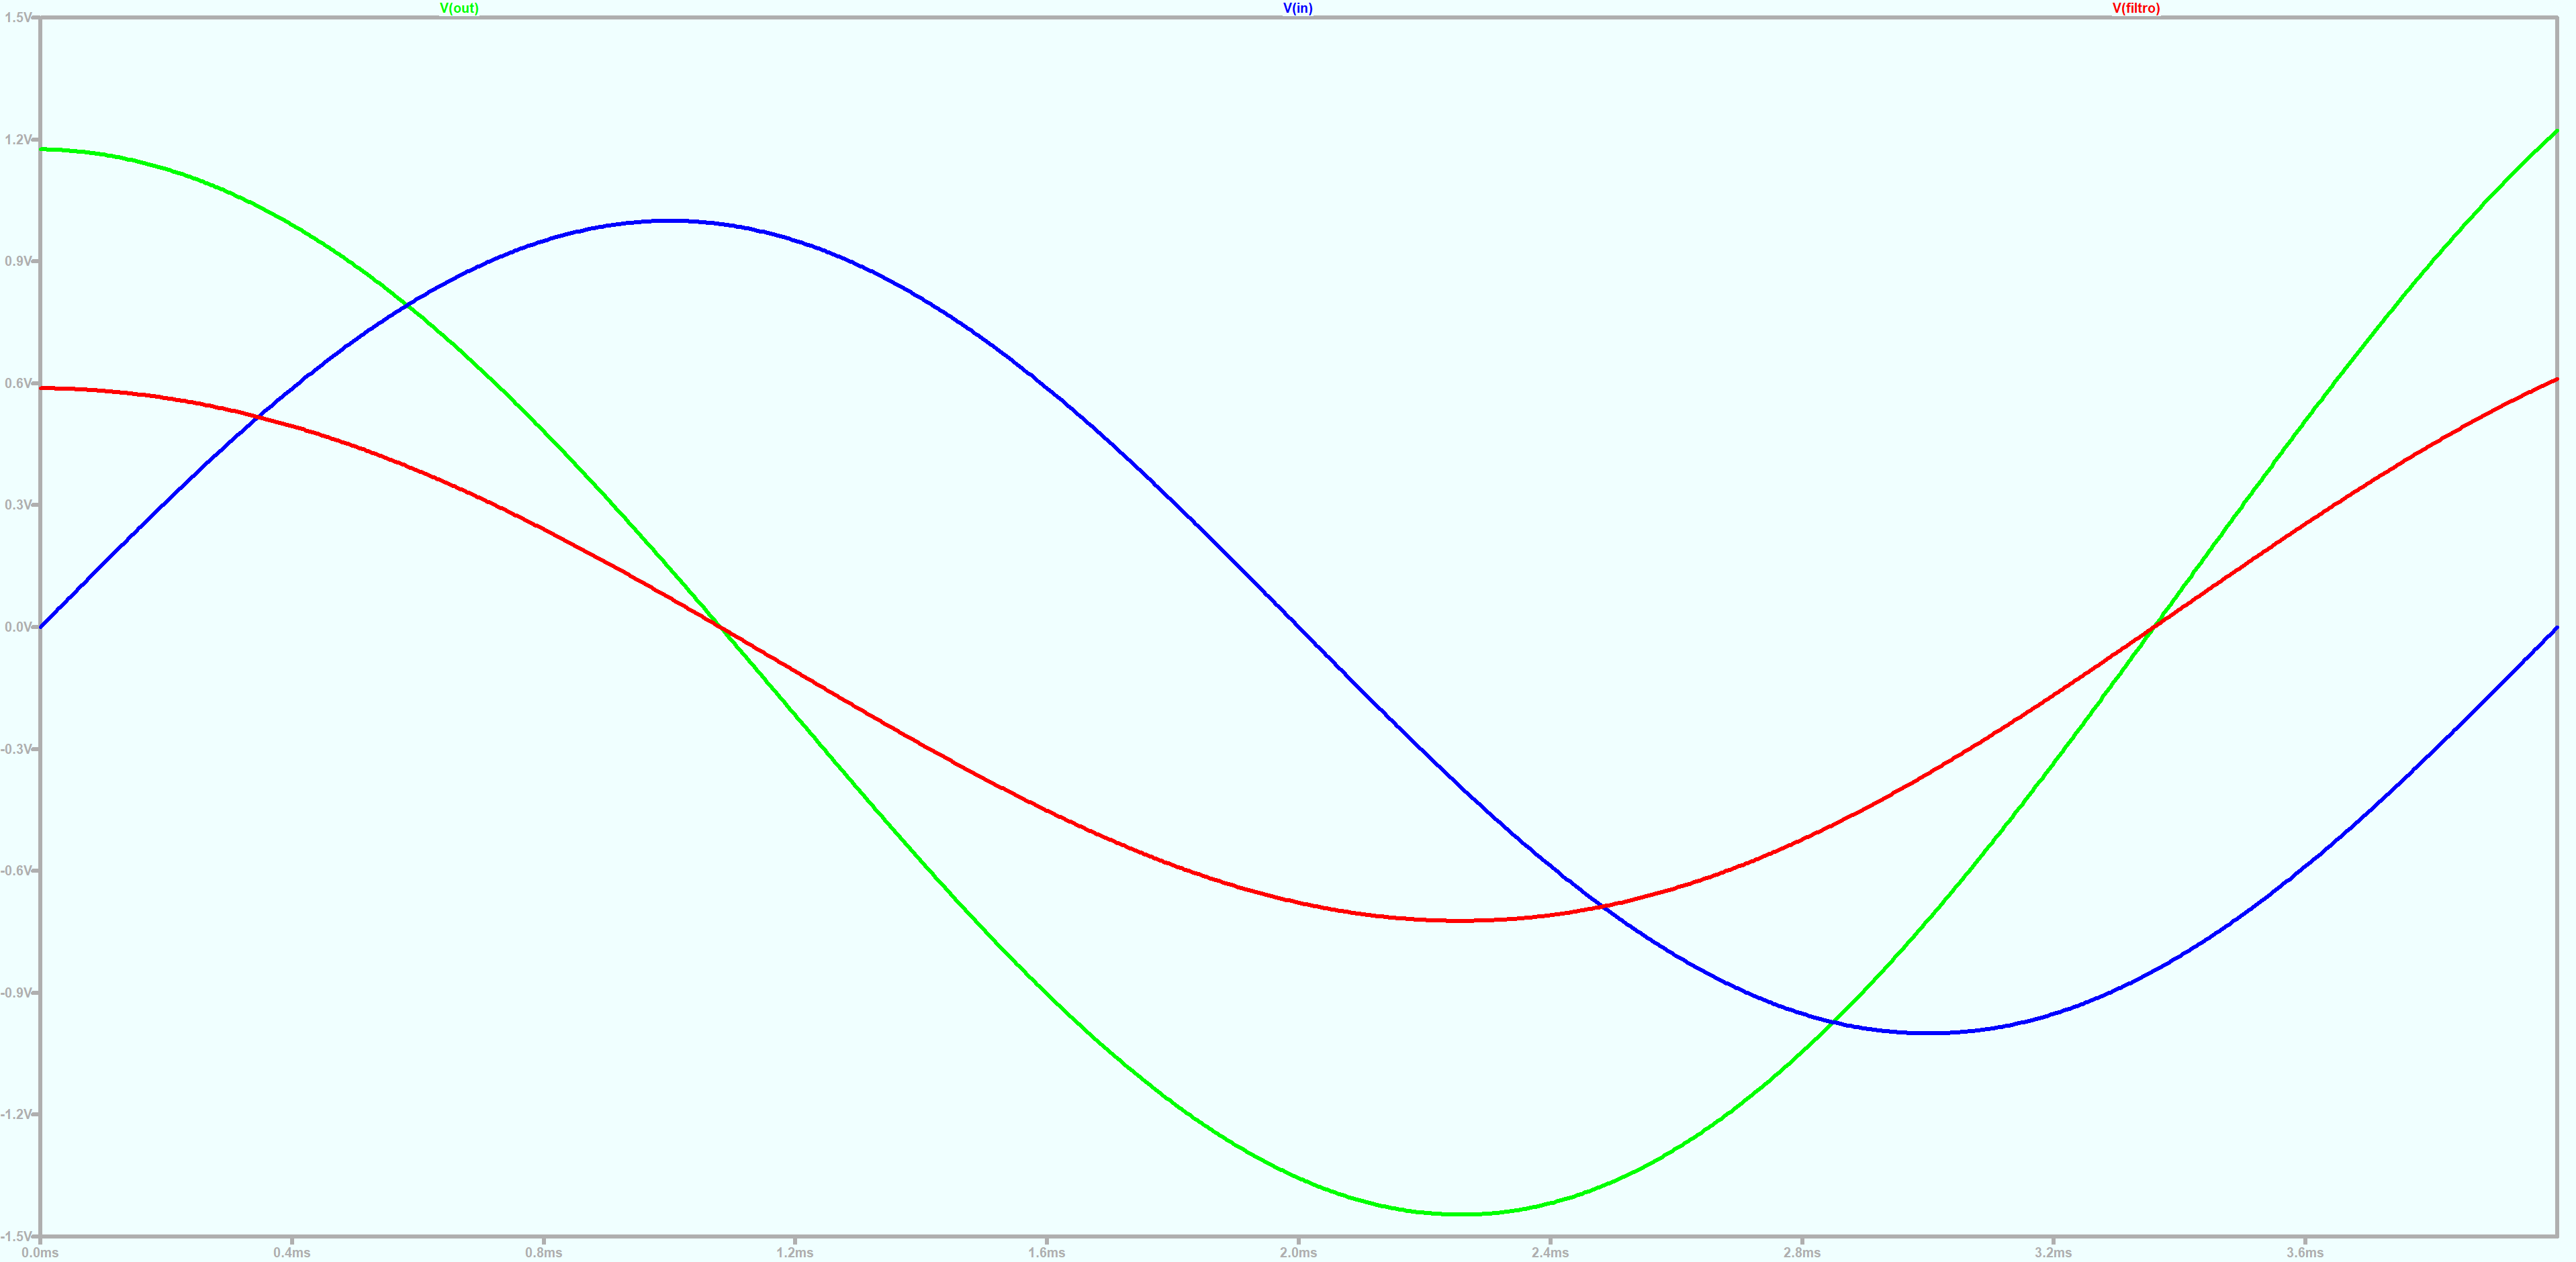 V(out) V(in) V(filtro)
1.5V
1.2V
0.9V
0.6V
0.3V
0.0V
-0.3V
-0.6V
-0.9V
-1.2V
-1.5V
0.0ms 0.4ms 0.8ms 1.2ms 1.6ms 2.0ms 2.4ms 2.8ms 3.2ms 3.6ms